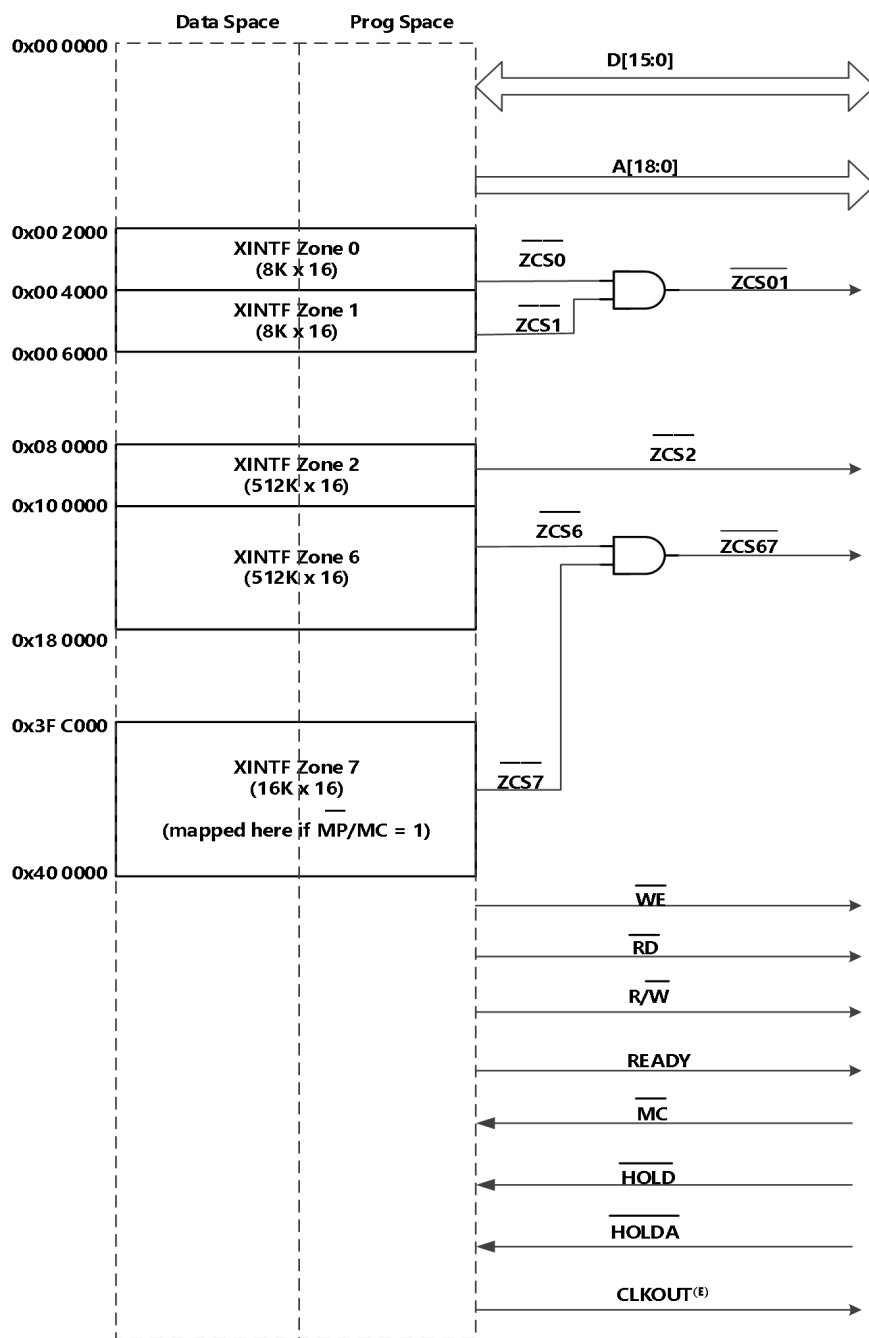 Data Space
Prog Space
0x00 0000
D[15:0]
A[18:0]
0x00 2000
XINTF Zone 0
(8K x 16)
ZCS0
ZCS01
0x00 4000
XINTF Zone 1
(8K x 16)
ZCS1
0x00 6000
0x08 0000
XINTF Zone 2
(512K x 16)
ZCS2
0x10 0000
XINTF Zone 6
(512K x 16)
ZCS6
ZCS67
0x18 0000
0x3F C000
XINTF Zone 7
(16K x 16)
(mapped here if MP/MC = 1)
ZCS7
0x40 0000
WE
RD
R/W
READY
MC
HOLD
HOLDA
CLKOUT(E)